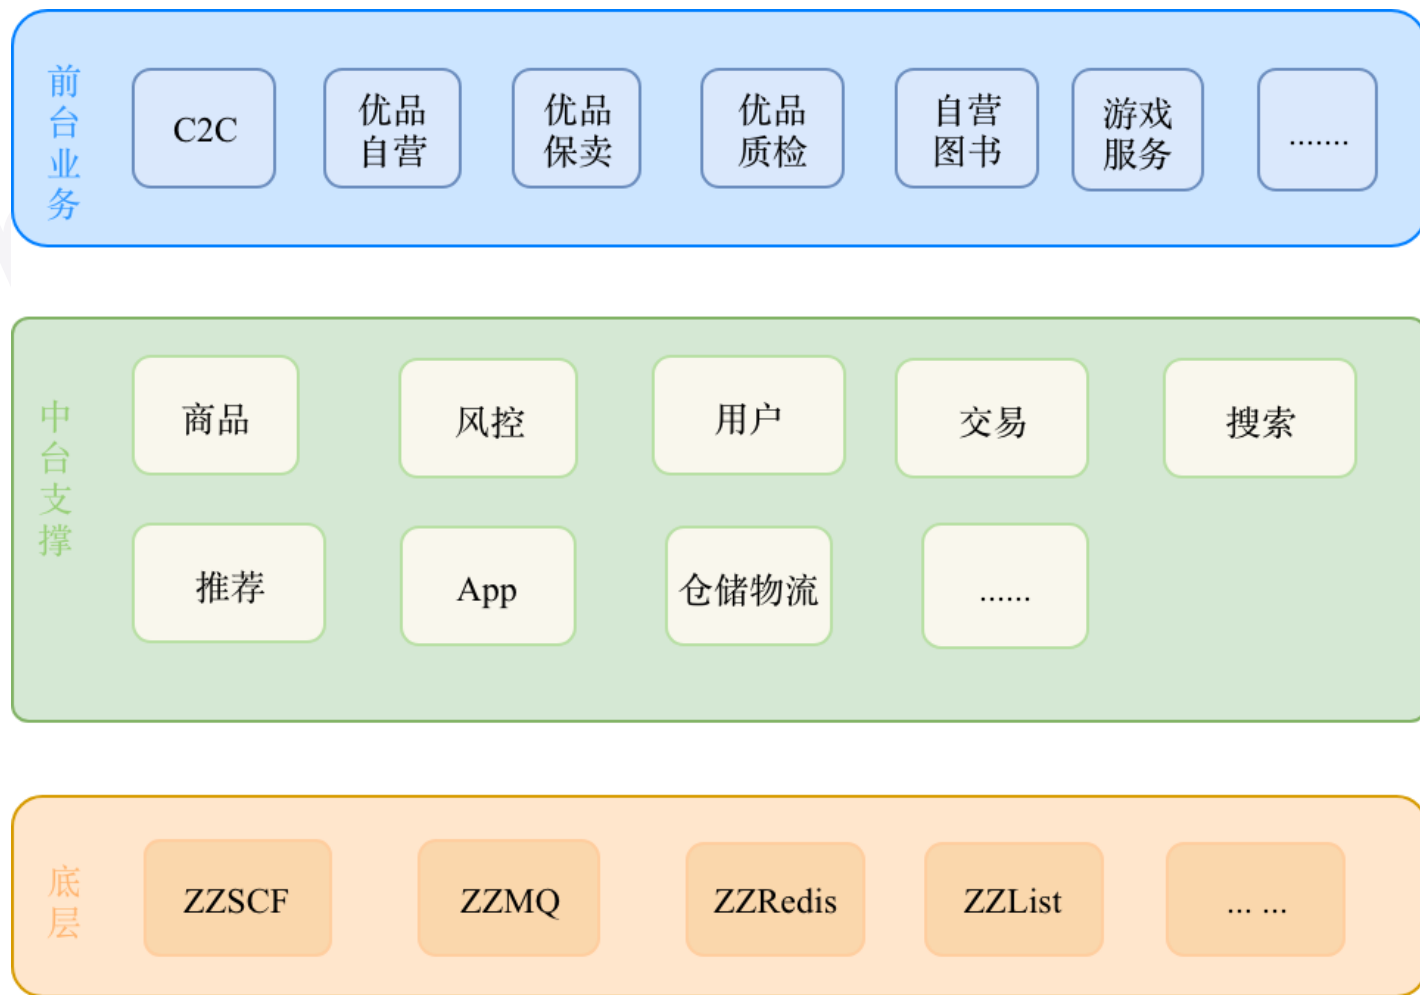 前台业务
C2C
优品
自营
优品
保卖
优品
质检
自营
图书
游戏
服务
.......
中台支撑
商品
风控
用户
交易
搜索
推荐
App
仓储物流
......
底层
ZZSCF
ZZMQ
ZZRedis
ZZList
... ...